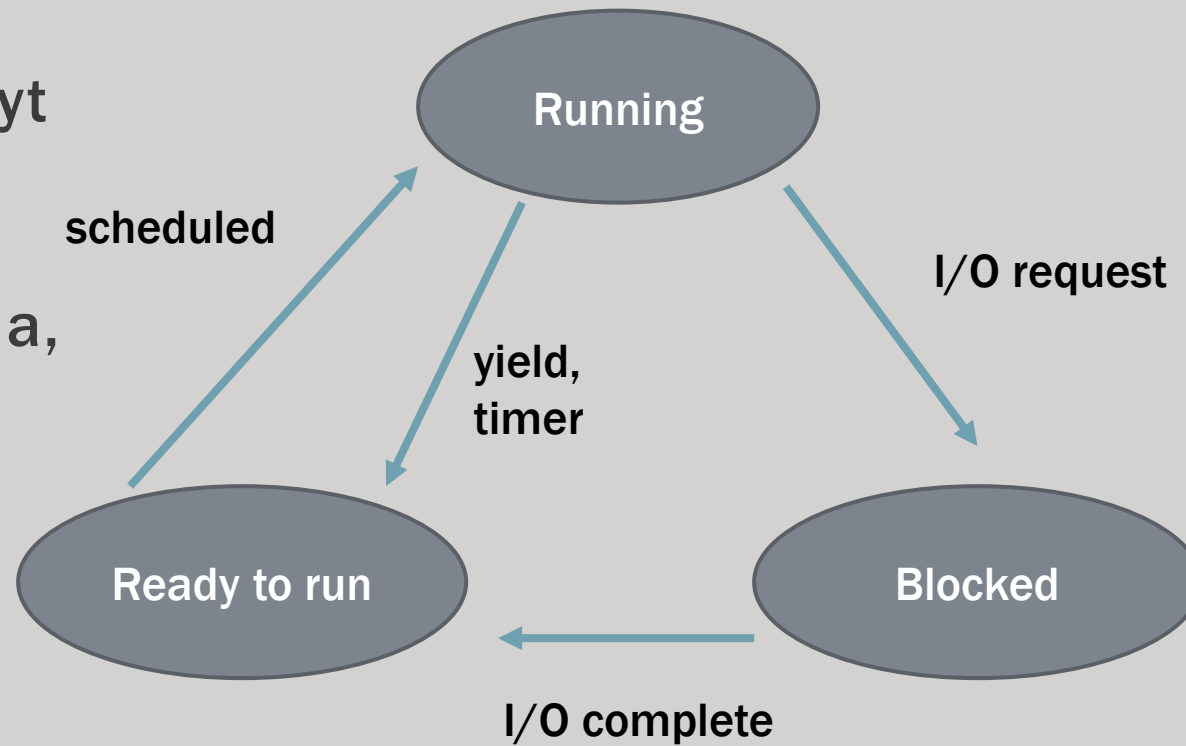 Running
scheduled
I/O request
a,
yield,
timer
Ready to run
Blocked
I/O complete